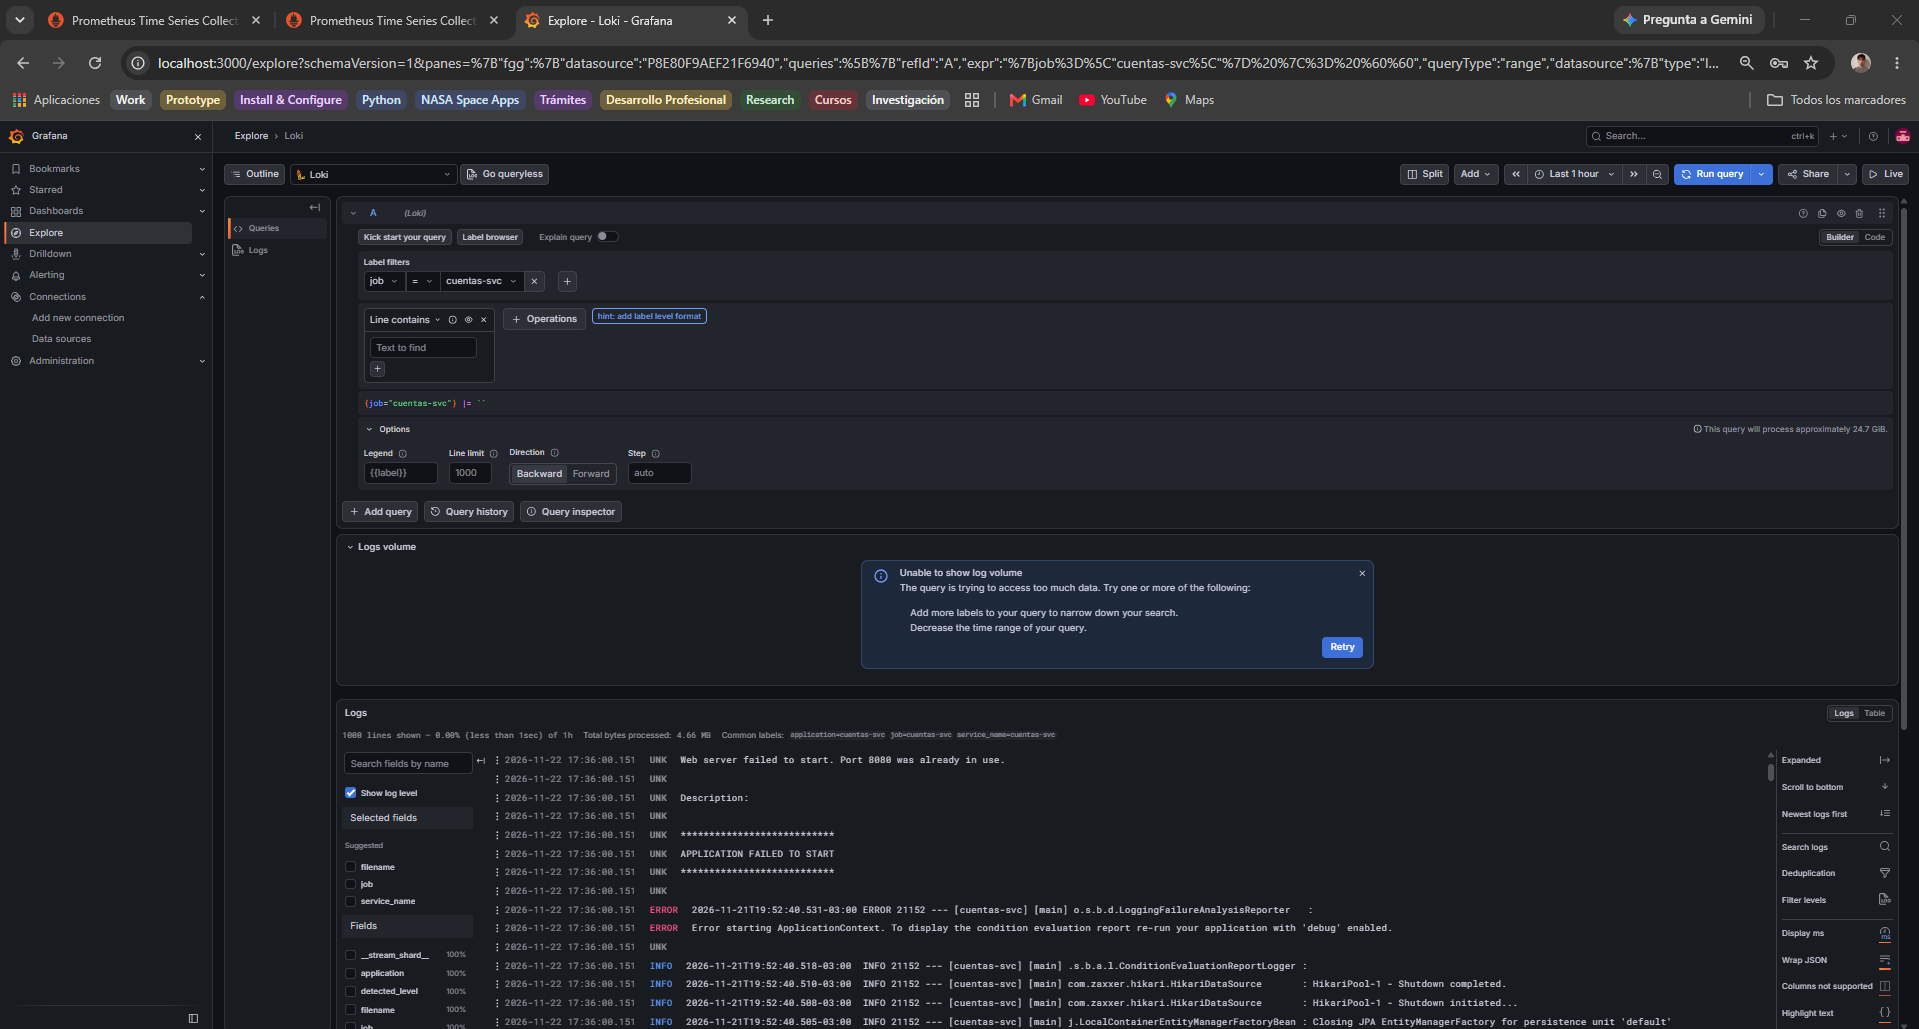 Prometheus Time Series Collect
Prometheus Time Series Collect
Explore - Loki - Grafana
Pregunta a Gemini
localhost:3000/explore?schemaVersion=1&panes=%7B"fgg":%7B"datasource":"P8E80F9AEF21F6940","queries":%5B%7B"refId":"A","expr":"%7Bjob%3D%5C"cuentas-svc%5C"%7D%20%7C%3D%20%60%60","queryType":"range","datasource":%7B"type":"l...
Aplicaciones
Work
Prototype
Install & Configure
Python
NASA Space Apps
Trámites
Desarrollo Profesional
Research
Cursos
Investigación
Gmail
YouTube
Maps
Todos los marcadores
Grafana
Explore › Loki
Search...
ctrl+k
Bookmarks
Starred
Dashboards
Explore
Drilldown
Alerting
Connections
Add new connection
Data sources
Administration
Outline
Loki
Go queryless
Split
Add
Last 1 hour
Run query
Share
Live
Queries
Logs
A (Loki)
Kick start your query
Label browser
Explain query
Builder
Code
Label filters
job
=
cuentas-svc
Line contains
Operations
hint: add label level format
Text to find
{job="cuentas-svc"} |= ``
Options
This query will process approximately 24.7 GiB.
Legend
Line limit
Direction
Step
{{label}}
1000
Backward
Forward
auto
Add query
Query history
Query inspector
Logs volume
Unable to show log volume
The query is trying to access too much data. Try one or more of the following:
Add more labels to your query to narrow down your search.
Decrease the time range of your query.
Retry
Logs
Logs
Table
1000 lines shown — 0.00% (less than 1sec) of 1h Total bytes processed: 4.66 MB Common labels: application=cuentas-svc job=cuentas-svc service_name=cuentas-svc
Search fields by name
Show log level
Selected fields
Suggested
filename
job
service_name
Fields
__stream_shard__ 100%
application 100%
detected_level 100%
filename 100%
job 100%
2026-11-22 17:36:00.151 UNK Web server failed to start. Port 8080 was already in use.
2026-11-22 17:36:00.151 UNK
2026-11-22 17:36:00.151 UNK Description:
2026-11-22 17:36:00.151 UNK
2026-11-22 17:36:00.151 UNK ***************************
2026-11-22 17:36:00.151 UNK APPLICATION FAILED TO START
2026-11-22 17:36:00.151 UNK ***************************
2026-11-22 17:36:00.151 UNK
2026-11-22 17:36:00.151 ERROR 2026-11-21T19:52:40.531-03:00 ERROR 21152 --- [cuentas-svc] [main] o.s.b.d.LoggingFailureAnalysisReporter :
2026-11-22 17:36:00.151 ERROR Error starting ApplicationContext. To display the condition evaluation report re-run your application with 'debug' enabled.
2026-11-22 17:36:00.151 UNK
2026-11-22 17:36:00.151 INFO 2026-11-21T19:52:40.518-03:00 INFO 21152 --- [cuentas-svc] [main] .s.b.a.l.ConditionEvaluationReportLogger :
2026-11-22 17:36:00.151 INFO 2026-11-21T19:52:40.510-03:00 INFO 21152 --- [cuentas-svc] [main] com.zaxxer.hikari.HikariDataSource : HikariPool-1 - Shutdown completed.
2026-11-22 17:36:00.151 INFO 2026-11-21T19:52:40.508-03:00 INFO 21152 --- [cuentas-svc] [main] com.zaxxer.hikari.HikariDataSource : HikariPool-1 - Shutdown initiated...
2026-11-22 17:36:00.151 INFO 2026-11-21T19:52:40.505-03:00 INFO 21152 --- [cuentas-svc] [main] j.LocalContainerEntityManagerFactoryBean : Closing JPA EntityManagerFactory for persistence unit 'default'
Expanded
Scroll to bottom
Newest logs first
Search logs
Deduplication
Filter levels
Display ms
Wrap JSON
Columns not supported
Highlight text